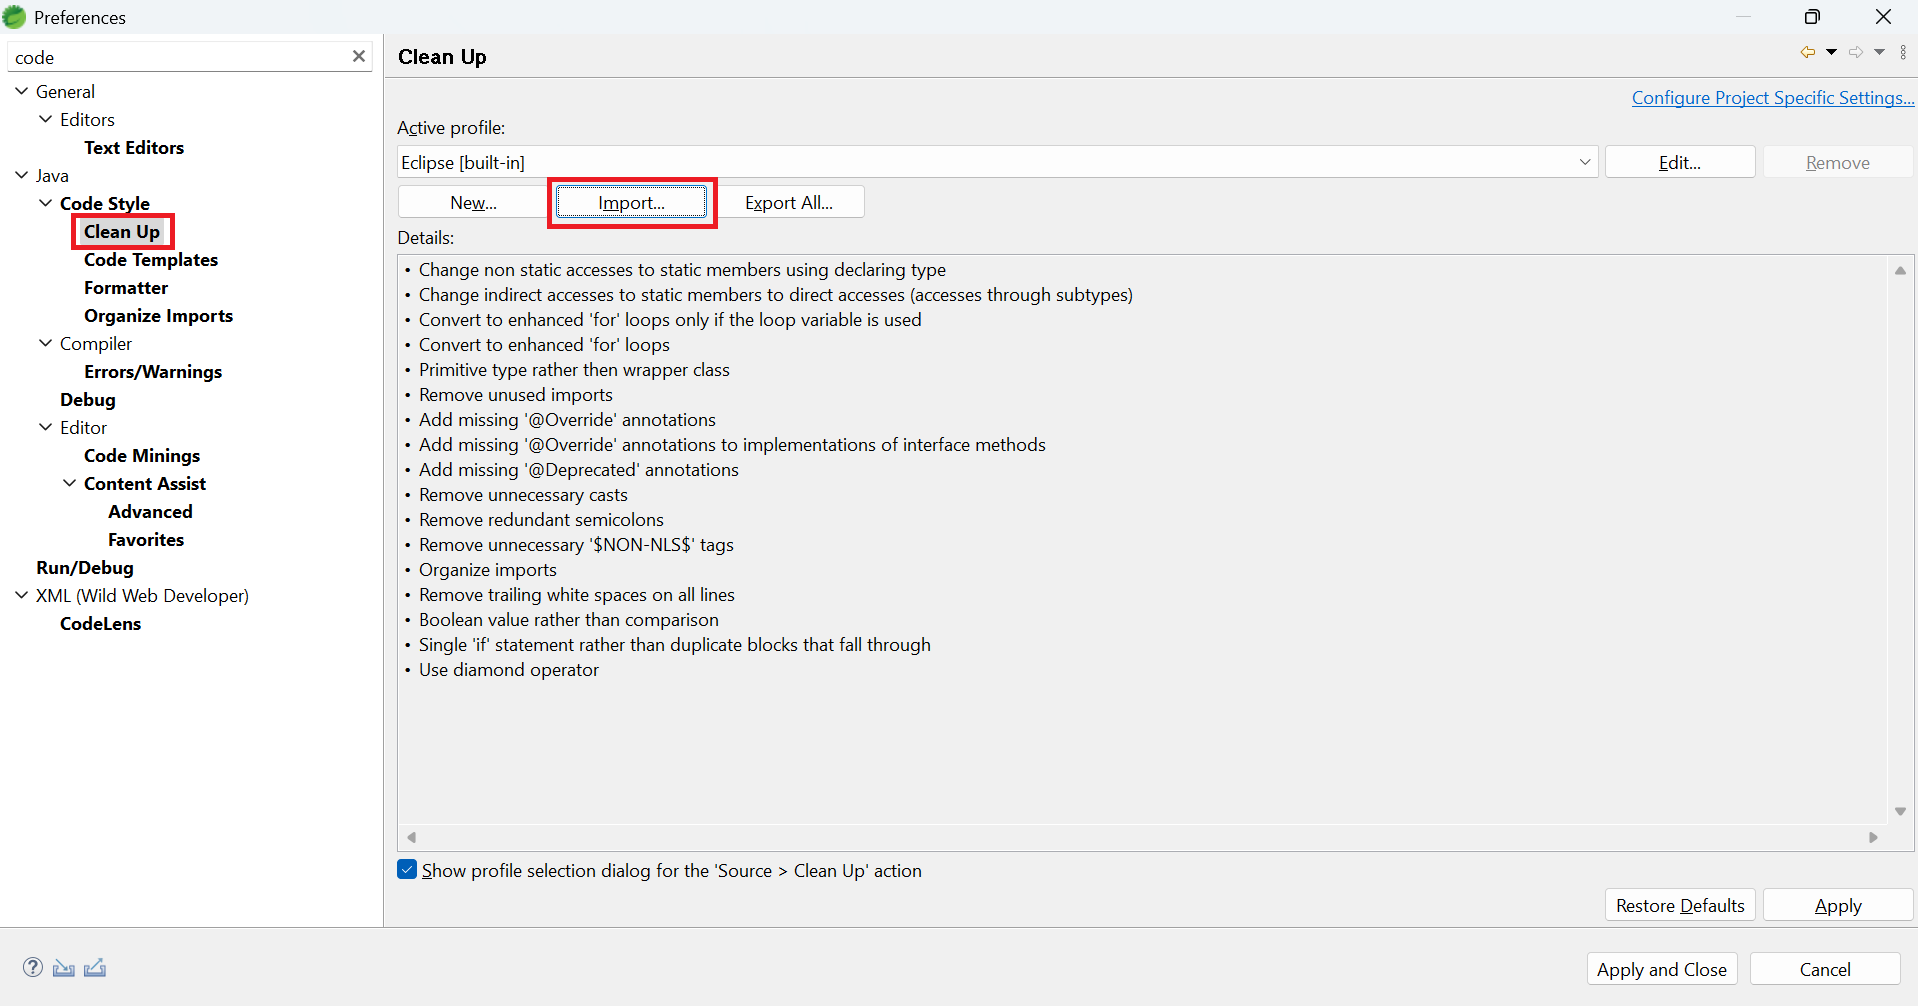 Preferences
code
General
Editors
Text Editors
Java
Code Style
Clean Up
Code Templates
Formatter
Organize Imports
Compiler
Errors/Warnings
Debug
Editor
Code Minings
Content Assist
Advanced
Favorites
Run/Debug
XML (Wild Web Developer)
CodeLens
Clean Up
Configure Project Specific Settings...
Active profile:
Eclipse [built-in]
Edit...
Remove
New...
Import...
Export All...
Details:
• Change non static accesses to static members using declaring type
• Change indirect accesses to static members to direct accesses (accesses through subtypes)
• Convert to enhanced 'for' loops only if the loop variable is used
• Convert to enhanced 'for' loops
• Primitive type rather then wrapper class
• Remove unused imports
• Add missing '@Override' annotations
• Add missing '@Override' annotations to implementations of interface methods
• Add missing '@Deprecated' annotations
• Remove unnecessary casts
• Remove redundant semicolons
• Remove unnecessary '$NON-NLS$' tags
• Organize imports
• Remove trailing white spaces on all lines
• Boolean value rather than comparison
• Single 'if' statement rather than duplicate blocks that fall through
• Use diamond operator
Show profile selection dialog for the 'Source > Clean Up' action
Restore Defaults
Apply
Apply and Close
Cancel